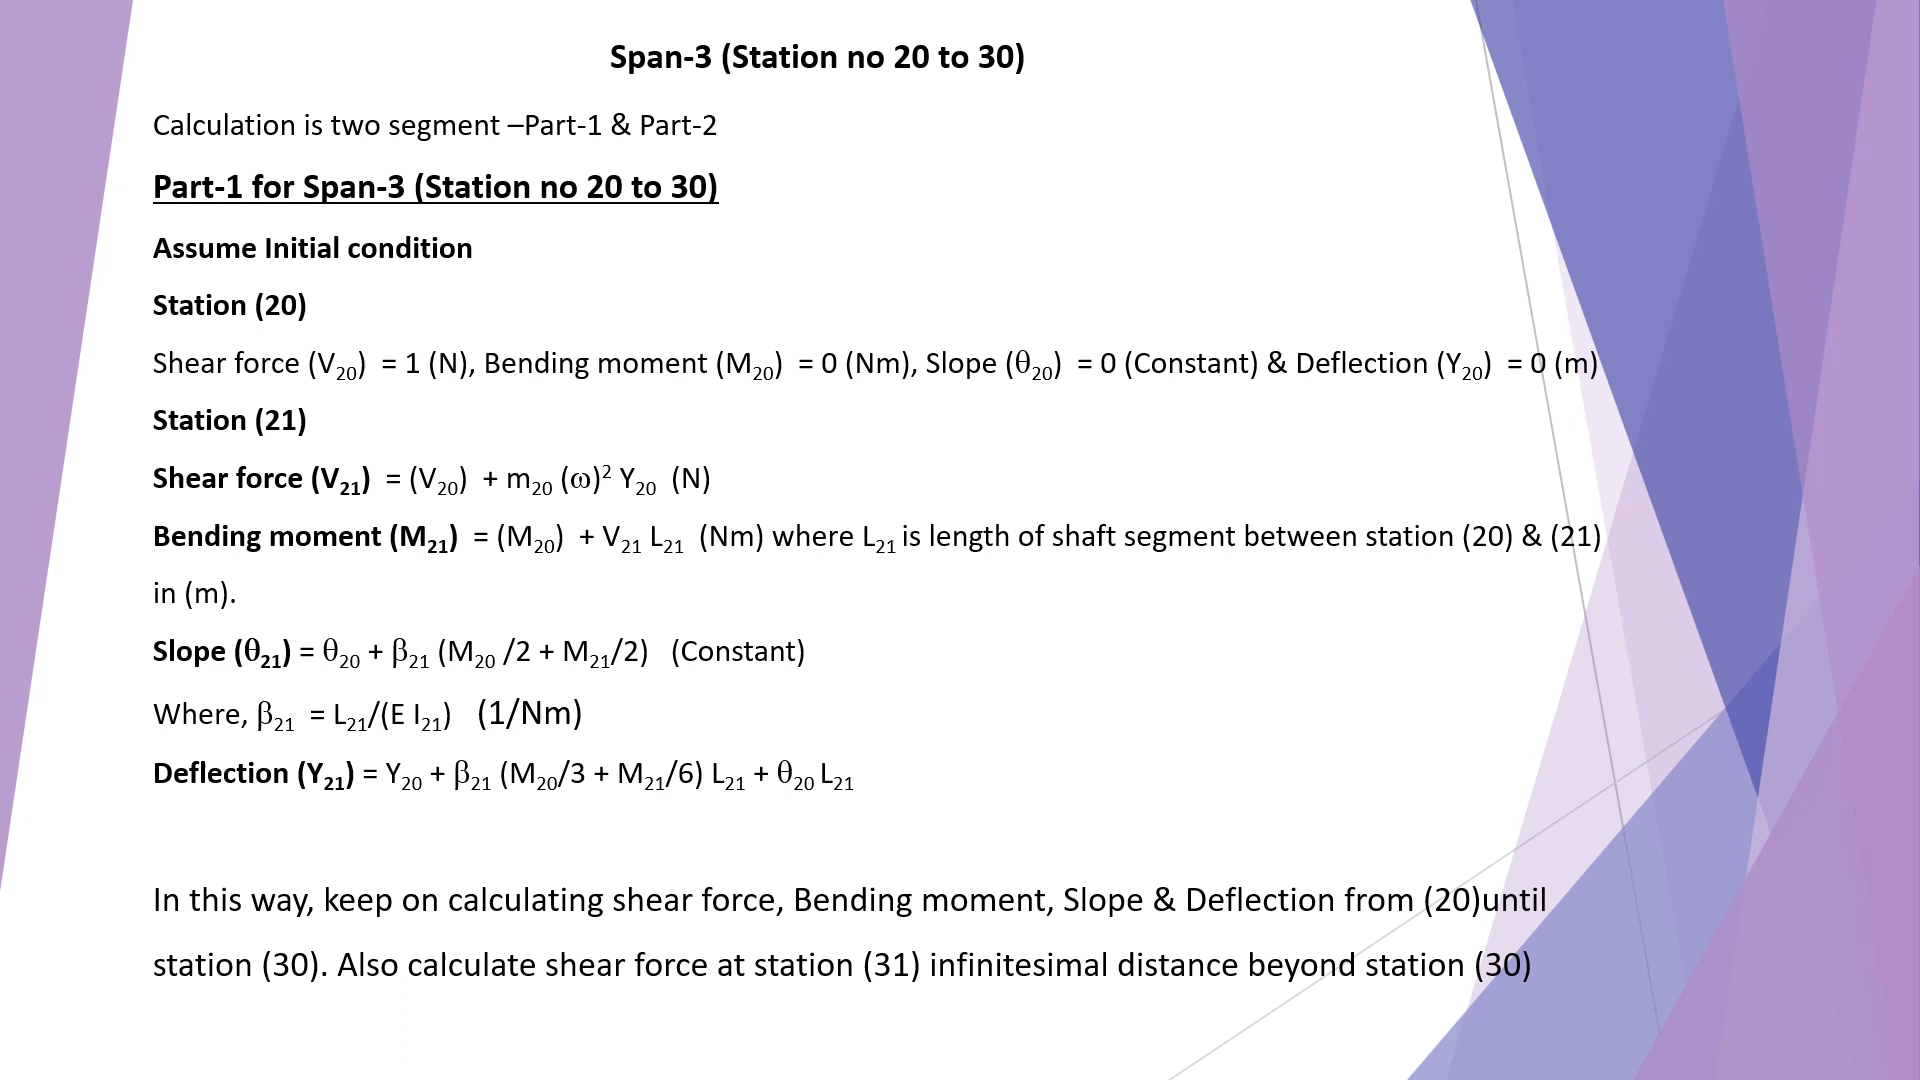 Span-3 (Station no 20 to 30)
Calculation is two segment –Part-1 & Part-2
Part-1 for Span-3 (Station no 20 to 30)
Assume Initial condition
Station (20)
Shear force (V₂₀) = 1 (N), Bending moment (M₂₀) = 0 (Nm), Slope (θ₂₀) = 0 (Constant) & Deflection (Y₂₀) = 0 (m)
Station (21)
Shear force (V₂₁) = (V₂₀) + m₂₀ (ω)² Y₂₀ (N)
Bending moment (M₂₁) = (M₂₀) + V₂₁ L₂₁ (Nm) where L₂₁ is length of shaft segment between station (20) & (21)
in (m).
Slope (θ₂₁) = θ₂₀ + β₂₁ (M₂₀ /2 + M₂₁/2) (Constant)
Where, β₂₁ = L₂₁/(E I₂₁) (1/Nm)
Deflection (Y₂₁) = Y₂₀ + β₂₁ (M₂₀/3 + M₂₁/6) L₂₁ + θ₂₀ L₂₁
In this way, keep on calculating shear force, Bending moment, Slope & Deflection from (20)until
station (30). Also calculate shear force at station (31) infinitesimal distance beyond station (30)